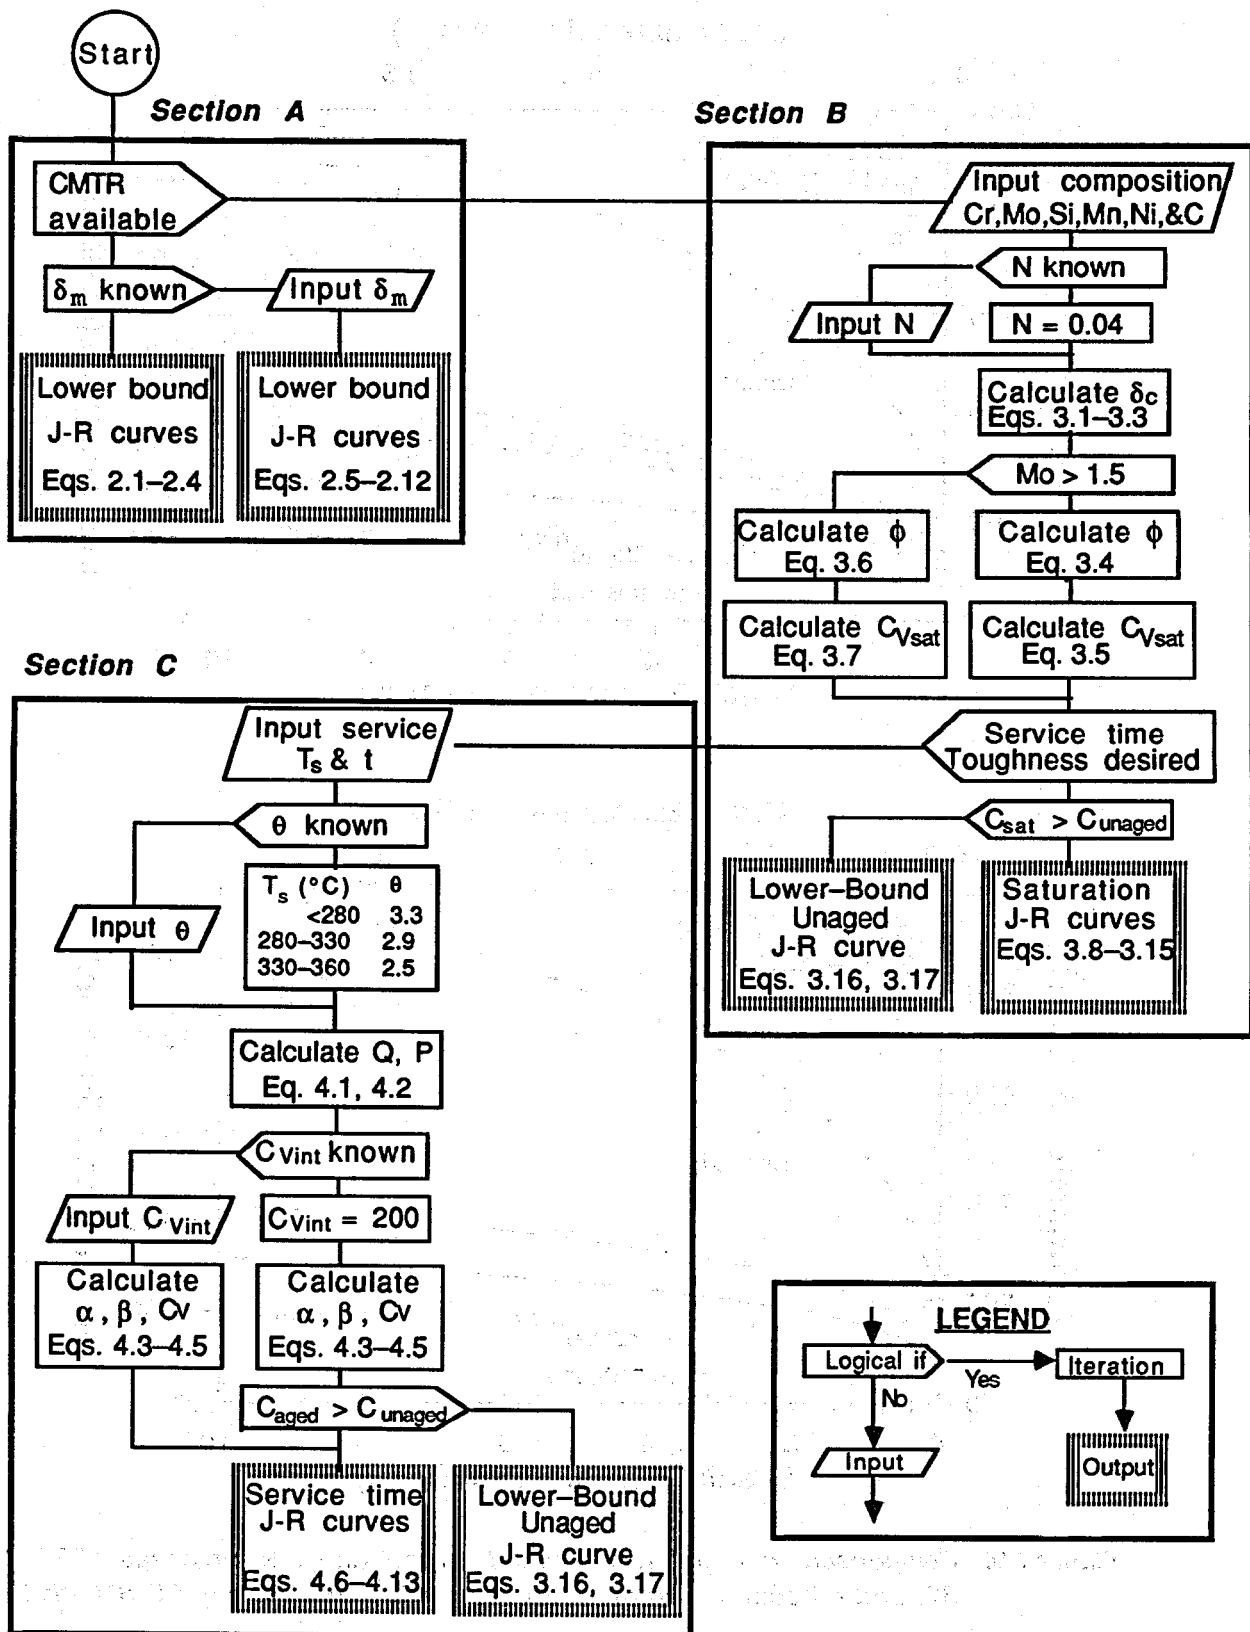 Start
Section A
CMTR
available
δm known
Input δm
Lower bound
J-R curves
Eqs. 2.1–2.4
Lower bound
J-R curves
Eqs. 2.5–2.12
Section B
Input composition
Cr,Mo,Si,Mn,Ni,&C
N known
Input N
N = 0.04
Calculate δc
Eqs. 3.1–3.3
Mo > 1.5
Calculate ϕ
Eq. 3.6
Calculate ϕ
Eq. 3.4
Calculate CVsat
Eq. 3.7
Calculate CVsat
Eq. 3.5
Service time
Toughness desired
Csat > Cunaged
Lower–Bound
Unaged
J-R curve
Eqs. 3.16, 3.17
Saturation
J-R curves
Eqs. 3.8–3.15
Section C
Input service
Ts & t
θ known
Input θ
Ts (°C) θ
<280 3.3
280–330 2.9
330–360 2.5
Calculate Q, P
Eq. 4.1, 4.2
CVint known
Input CVint
CVint = 200
Calculate
α, β, Cv
Eqs. 4.3–4.5
Calculate
α, β, Cv
Eqs. 4.3–4.5
Caged > Cunaged
Service time
J-R curves
Eqs. 4.6–4.13
Lower–Bound
Unaged
J-R curve
Eqs. 3.16, 3.17
LEGEND
Logical if
Yes
Iteration
No
Input
Output